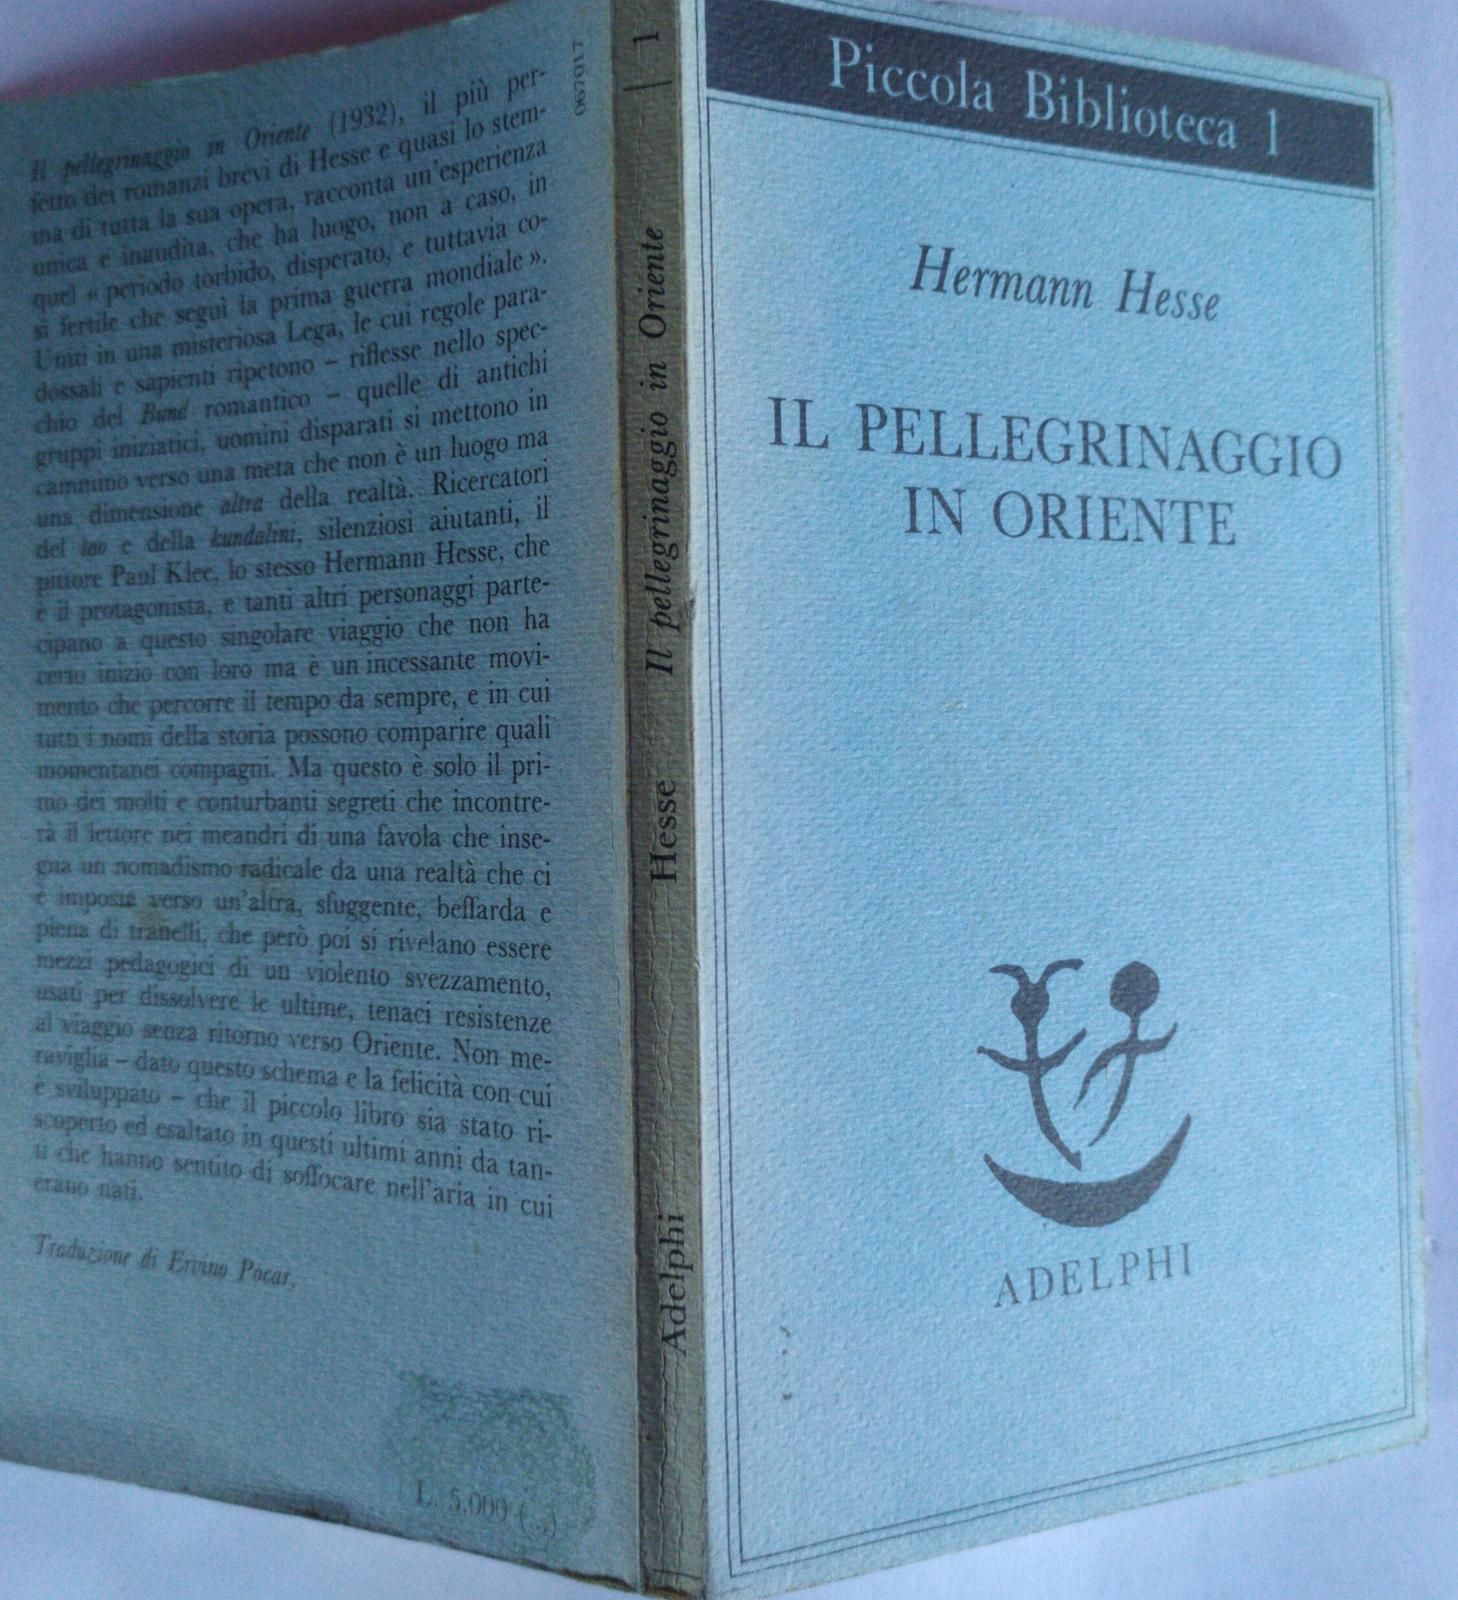 Il pellegrinaggio in Oriente (1932), il più per-
fetto dei romanzi brevi di Hesse e quasi lo stem-
ma di tutta la sua opera, racconta un'esperienza
unica e inaudita, che ha luogo, non a caso, in
quel « periodo torbido, disperato, e tuttavia co-
sì fertile che seguì la prima guerra mondiale ».
Uniti in una misteriosa Lega, le cui regole para-
dossali e sapienti ripetono – riflesse nello spec-
chio del Bund romantico – quelle di antichi
gruppi iniziatici, uomini disparati si mettono in
cammino verso una meta che non è un luogo ma
una dimensione altra della realtà. Ricercatori
del tao e della kundalini, silenziosi aiutanti, il
pittore Paul Klee, lo stesso Hermann Hesse, che
è il protagonista, e tanti altri personaggi parte-
cipano a questo singolare viaggio che non ha
certo inizio con loro ma è un incessante movi-
mento che percorre il tempo da sempre, e in cui
tutti i nomi della storia possono comparire quali
momentanei compagni. Ma questo è solo il pri-
mo dei molti e conturbanti segreti che incontre-
rà il lettore nei meandri di una favola che inse-
gna un nomadismo radicale da una realtà che ci
è imposta verso un'altra, sfuggente, beffarda e
piena di tranelli, che però poi si rivelano essere
mezzi pedagogici di un violento svezzamento,
usati per dissolvere le ultime, tenaci resistenze
al viaggio senza ritorno verso Oriente. Non me-
raviglia – dato questo schema e la felicità con cui
è sviluppato – che il piccolo libro sia stato ri-
scoperto ed esaltato in questi ultimi anni da tan-
ti che hanno sentito di soffocare nell'aria in cui
erano nati.
Traduzione di Ervino Pocar.
L. 5.000 (...)
067017
Adelphi Hesse Il pellegrinaggio in Oriente 1
Piccola Biblioteca 1
Hermann Hesse
IL PELLEGRINAGGIO
IN ORIENTE
ADELPHI